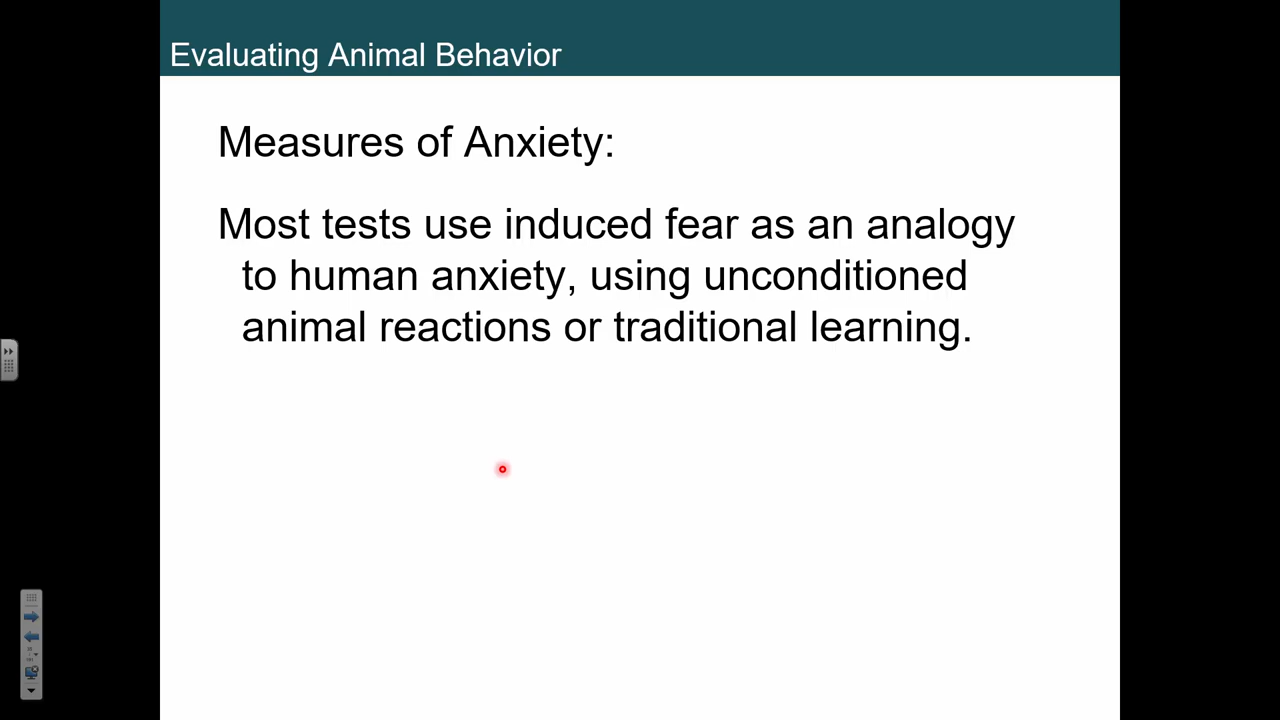 Evaluating Animal Behavior
Measures of Anxiety:
Most tests use induced fear as an analogy
to human anxiety, using unconditioned
animal reactions or traditional learning.